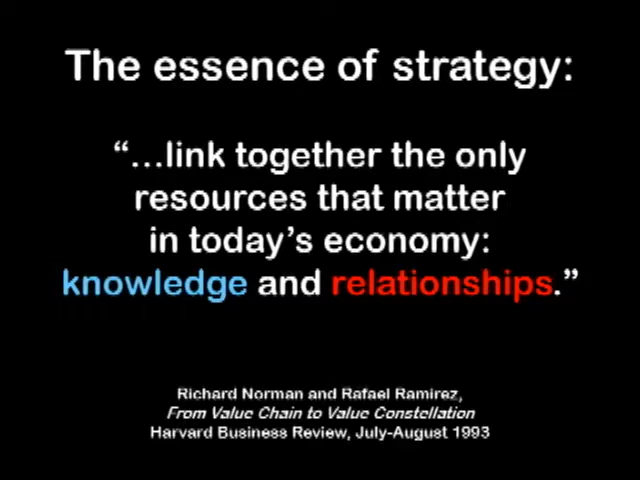 The essence of strategy:
“…link together the only
resources that matter
in today’s economy:
knowledge and relationships.”
Richard Norman and Rafael Ramirez,
From Value Chain to Value Constellation
Harvard Business Review, July-August 1993